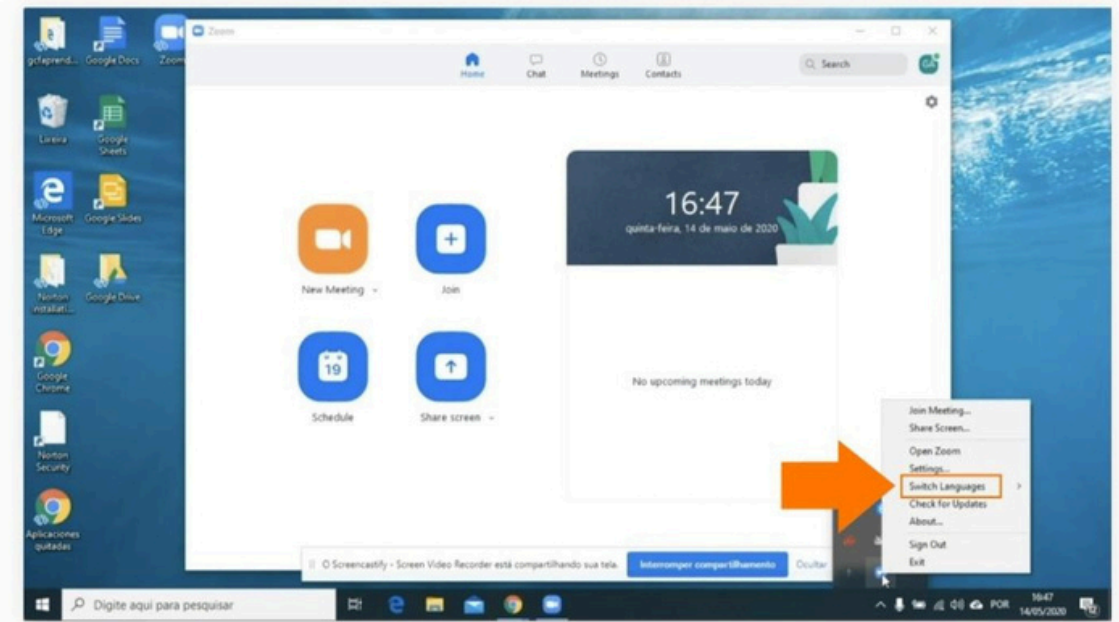 gcfaprend...
Google Docs
Zoom
Lixeira
Google
Sheets
Microsoft
Edge
Google Slides
Norton
Installati...
Google Drive
Google
Chrome
Norton
Security
Aplicaciones
quitadas
Zoom
Home
Chat
Meetings
Contacts
Search
New Meeting
Join
19
Schedule
Share screen
16:47
quinta-feira, 14 de maio de 2020
No upcoming meetings today
Join Meeting...
Share Screen...
Open Zoom
Settings...
Switch Languages
Check for Updates
About...
Sign Out
Exit
O Screencastify - Screen Video Recorder está compartilhando sua tela.
Interromper compartilhamento
Ocultar
Digite aqui para pesquisar
POR
16:47
14/05/2020